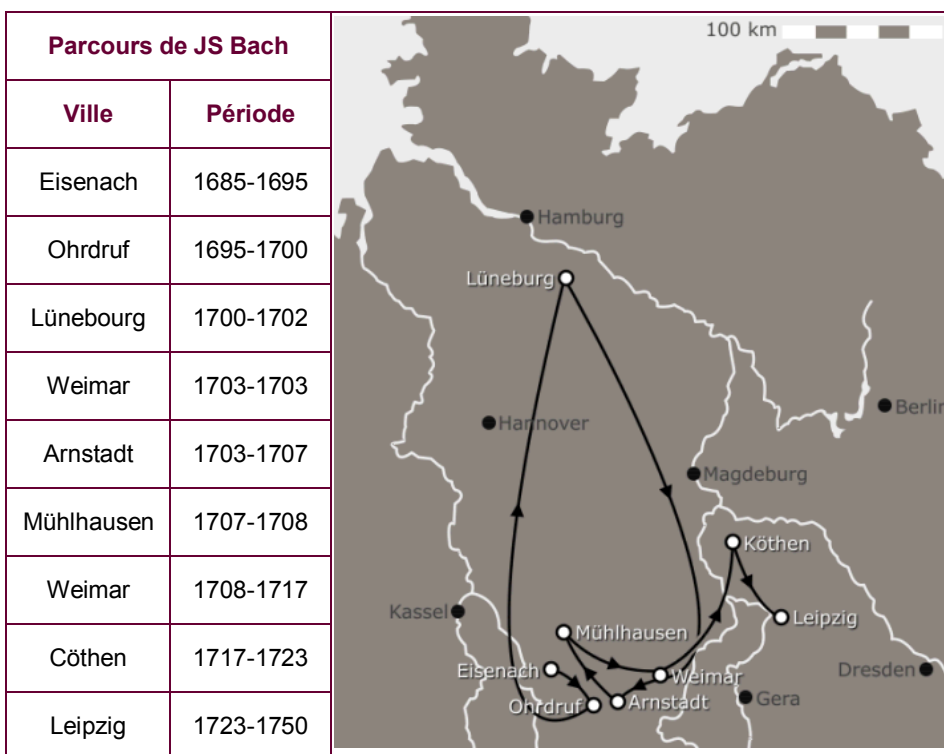 Parcours de JS Bach
Ville Période
Eisenach 1685-1695
Ohrdruf 1695-1700
Lünebourg 1700-1702
Weimar 1703-1703
Arnstadt 1703-1707
Mühlhausen 1707-1708
Weimar 1708-1717
Cöthen 1717-1723
Leipzig 1723-1750
100 km
Hamburg
Lüneburg
Berlin
Hannover
Magdeburg
Köthen
Kassel
Leipzig
Mühlhausen
Eisenach
Weimar
Dresden
Gera
Ohrdruf
Arnstadt